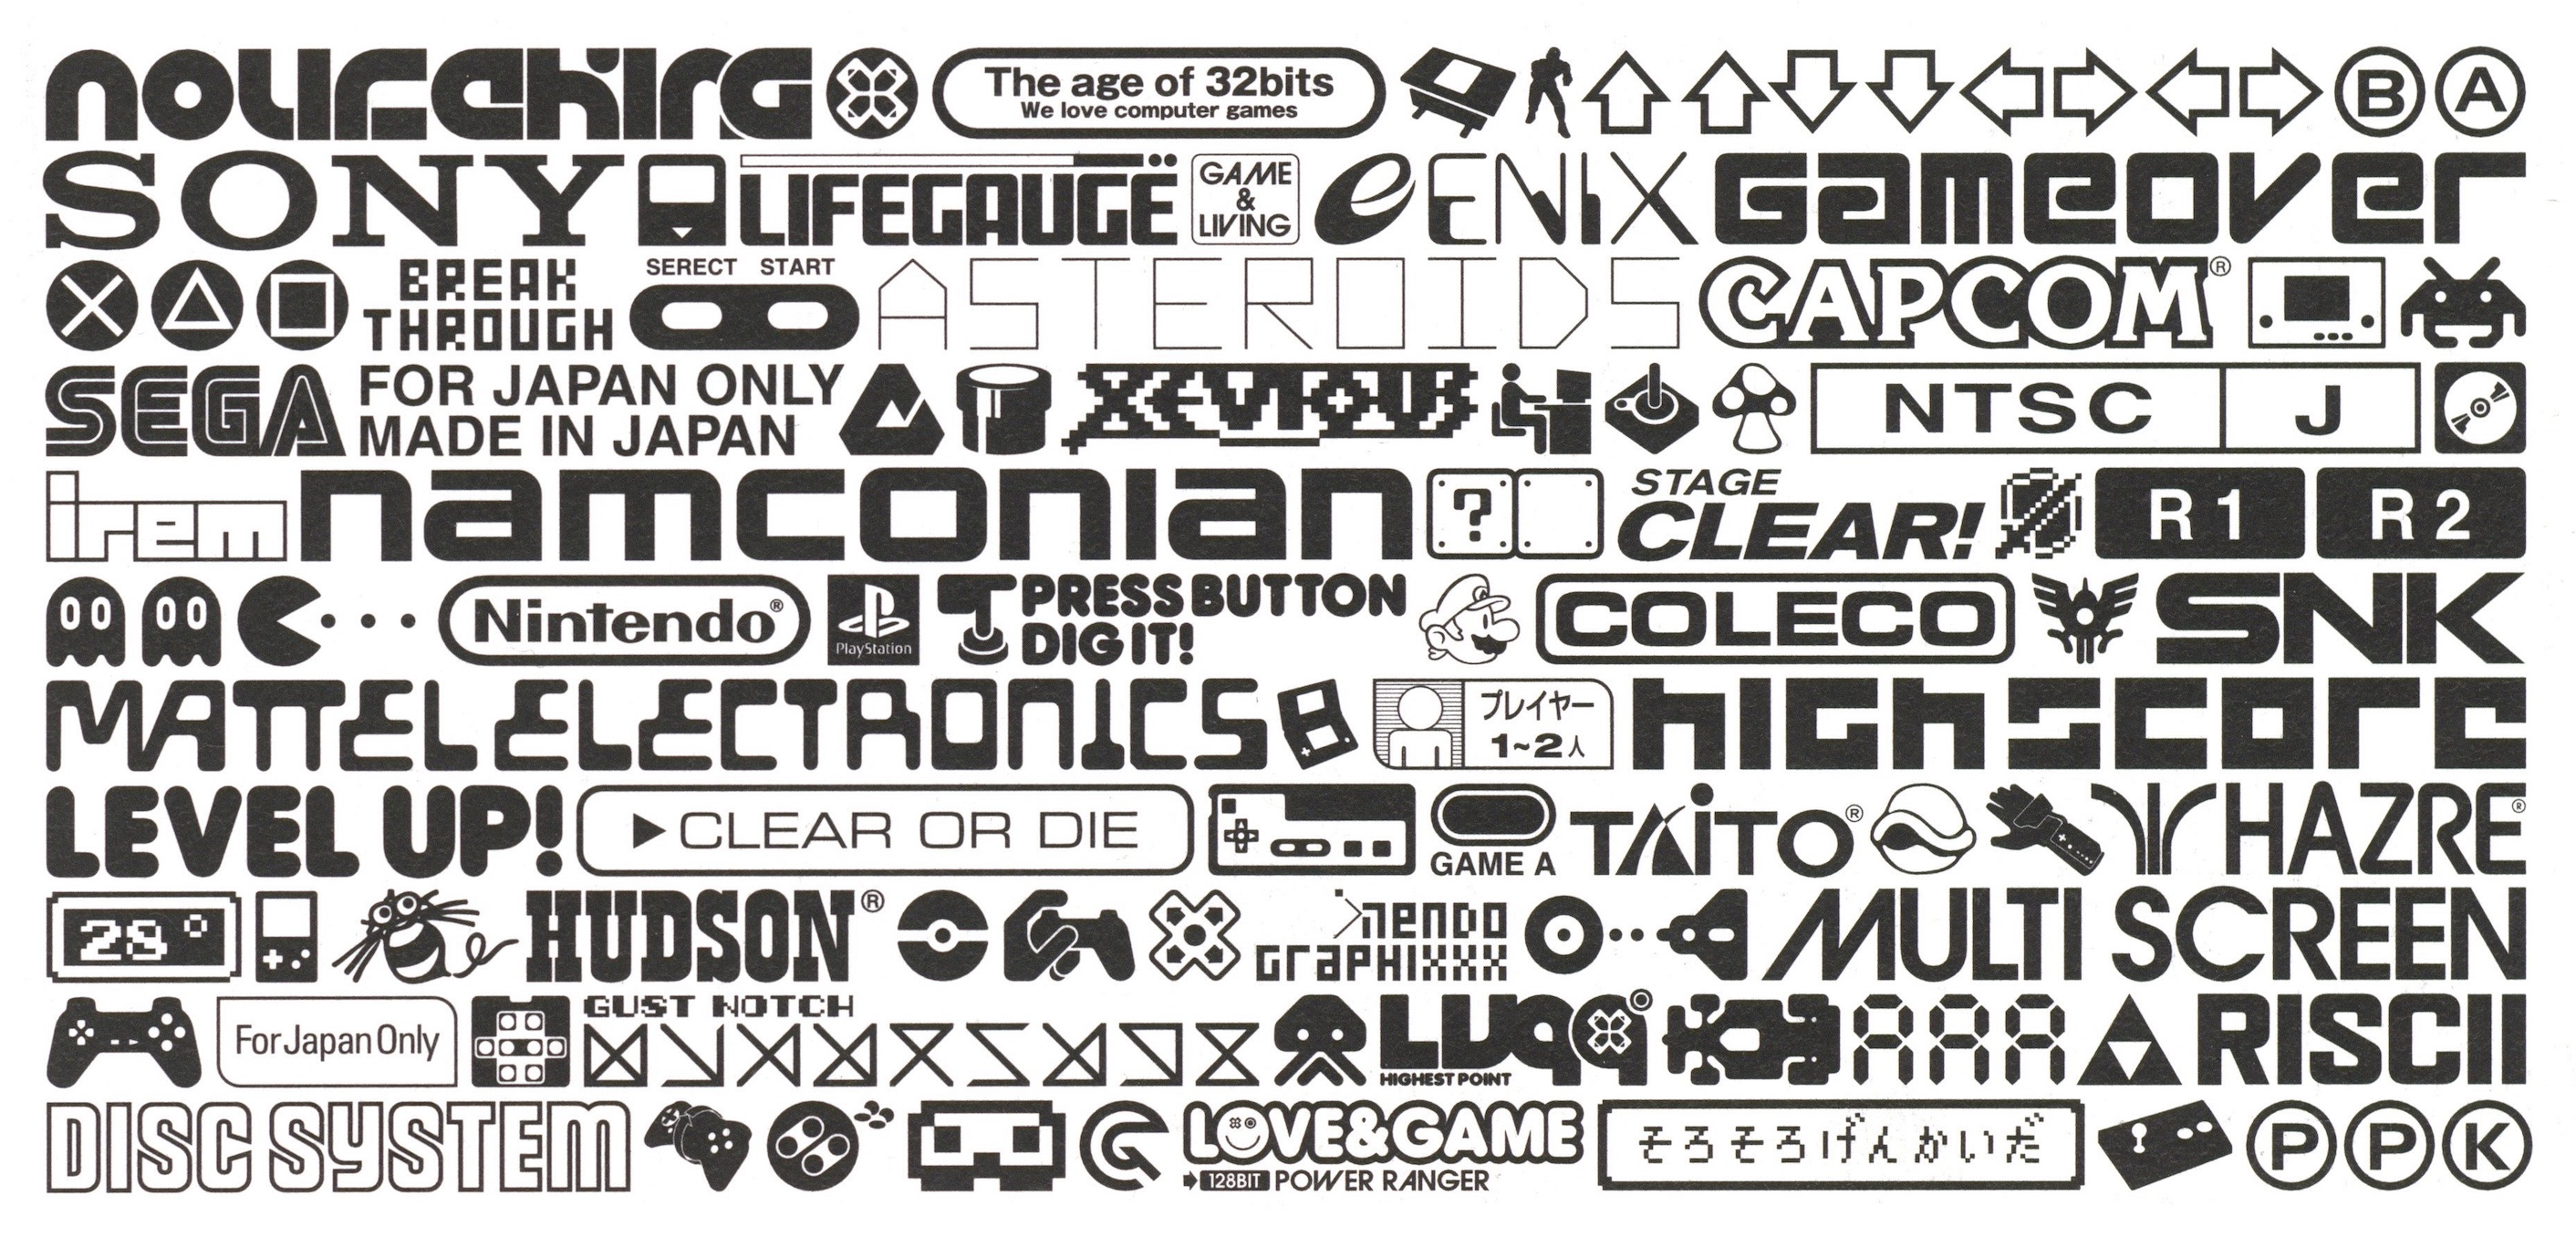 The age of 32bits
We love computer games
B A
SONY
LIFEGAUGE
GAME
&
LIVING
e ENIX
Gameover
BREAK
THROUGH
SERECT START
ASTEROIDS
CAPCOM®
SEGA
FOR JAPAN ONLY
MADE IN JAPAN
XEVIOUS
NTSC J
irem
namconian
?
STAGE
CLEAR!
R1 R2
Nintendo®
PlayStation
PRESS BUTTON
DIG IT!
COLECO
SNK
MATTEL ELECTRONICS
プレイヤー
1~2人
highscore
LEVEL UP!
CLEAR OR DIE
GAME A
TAiTO®
HAZRE®
28°
HUDSON®
nendo
GrapHIXXX
MULTI SCREEN
For Japan Only
GUST NOTCH
HIGHEST POINT
AAA
RISCII
DISC SYSTEM
LOVE&GAME
128BIT POWER RANGER
そろそろげんかいだ
P P K